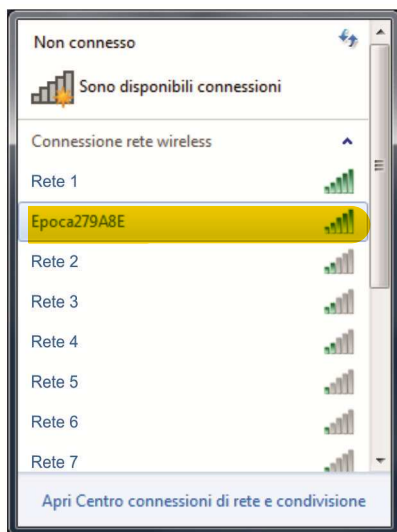 Non connesso
Sono disponibili connessioni
Connessione rete wireless
Rete 1
Epoca279A8E
Rete 2
Rete 3
Rete 4
Rete 5
Rete 6
Rete 7
Apri Centro connessioni di rete e condivisione